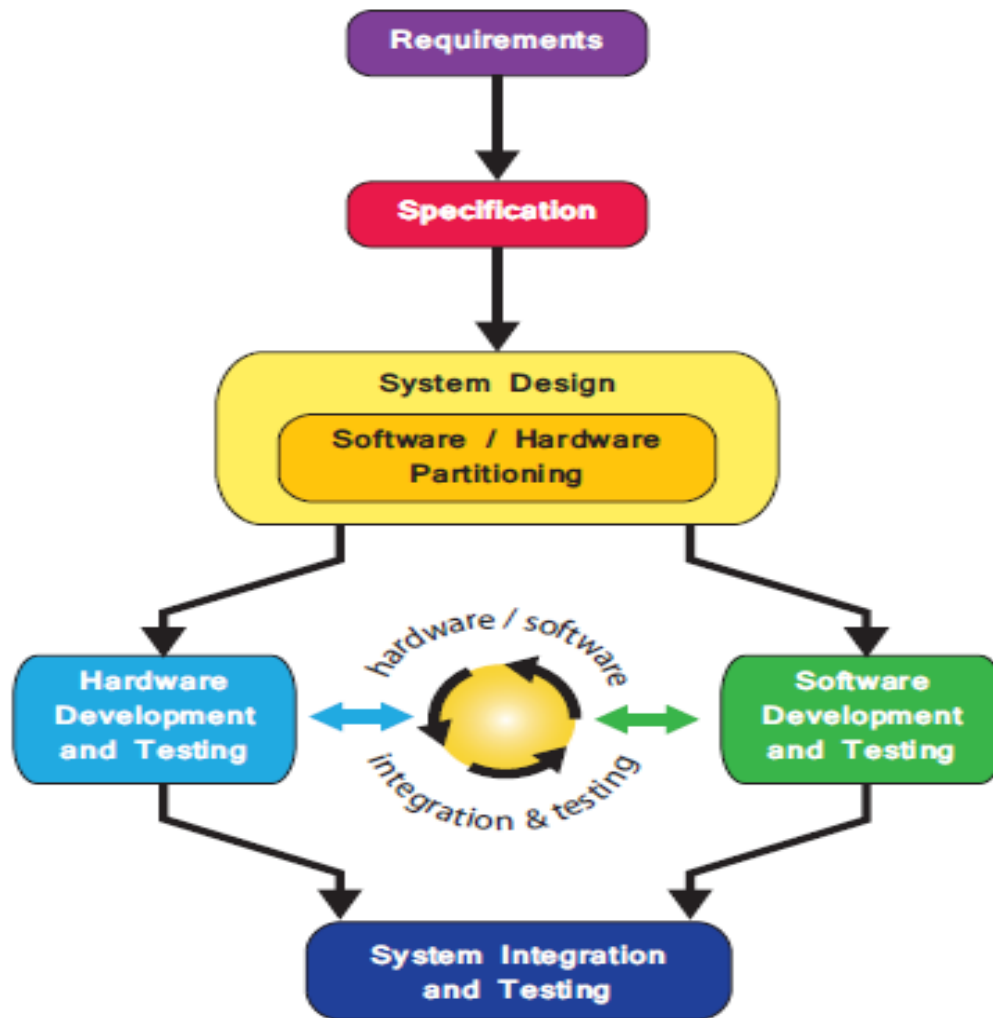 Requirements
Specification
System Design
Software / Hardware
Partitioning
hardware / software
Hardware
Development
and Testing
Software
Development
and Testing
integration & testing
System Integration
and Testing